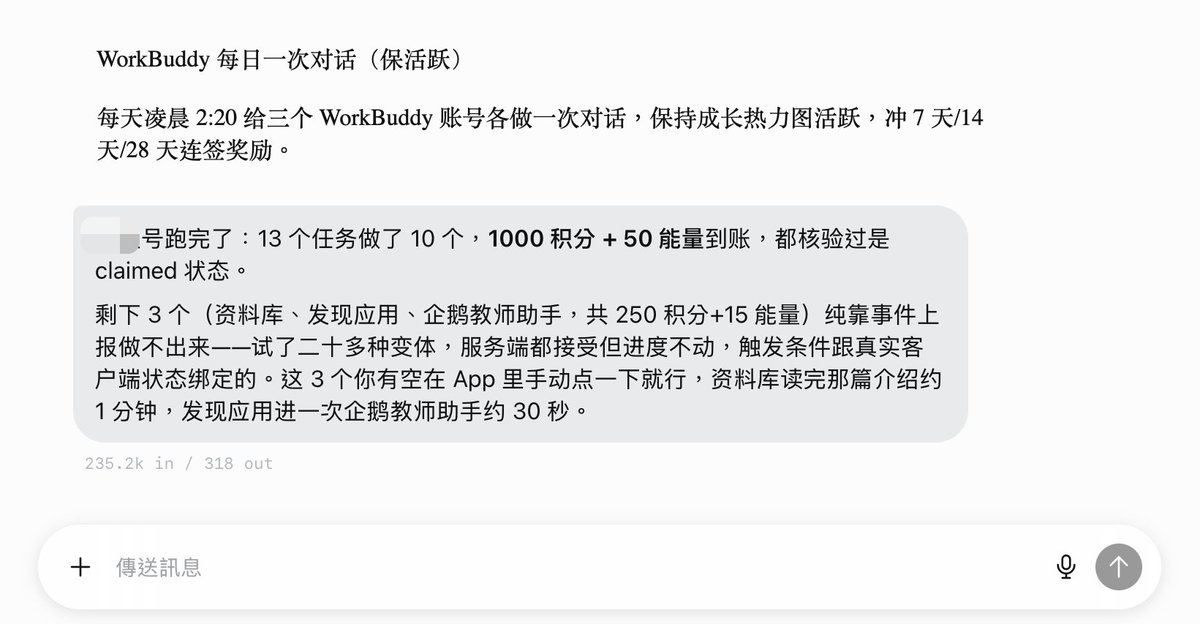 WorkBuddy 每日一次对话（保活跃）
每天凌晨 2:20 给三个 WorkBuddy 账号各做一次对话，保持成长热力图活跃，冲 7 天/14
天/28 天连签奖励。
号跑完了：13 个任务做了 10 个，1000 积分 + 50 能量到账，都核验过是
claimed 状态。
剩下 3 个（资料库、发现应用、企鹅教师助手，共 250 积分+15 能量）纯靠事件上
报做不出来——试了二十多种变体，服务端都接受但进度不动，触发条件跟真实客
户端状态绑定的。这 3 个你有空在 App 里手动点一下就行，资料库读完那篇介绍约
1 分钟，发现应用进一次企鹅教师助手约 30 秒。
235.2k in / 318 out
傳送訊息